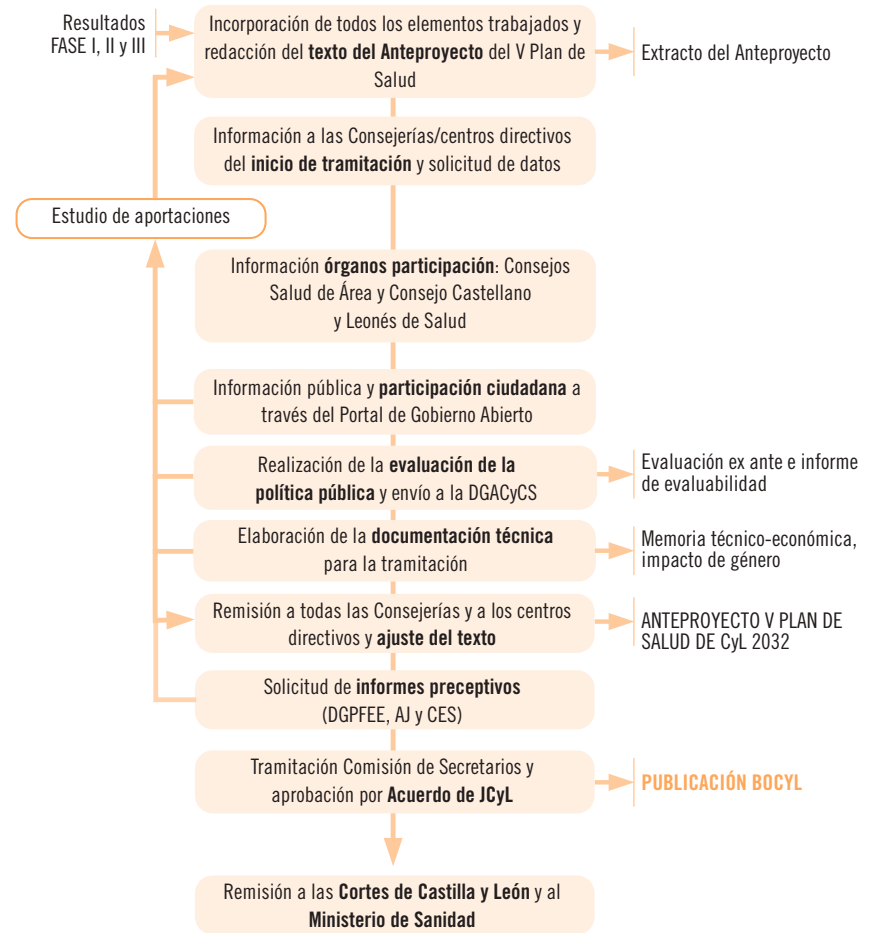 Resultados
FASE I, II y III
Incorporación de todos los elementos trabajados y
redacción del texto del Anteproyecto del V Plan de
Salud
Extracto del Anteproyecto
Información a las Consejerías/centros directivos
del inicio de tramitación y solicitud de datos
Estudio de aportaciones
Información órganos participación: Consejos
Salud de Área y Consejo Castellano
y Leonés de Salud
Información pública y participación ciudadana a
través del Portal de Gobierno Abierto
Realización de la evaluación de la
política pública y envío a la DGACyCS
Evaluación ex ante e informe
de evaluabilidad
Elaboración de la documentación técnica
para la tramitación
Memoria técnico-económica,
impacto de género
Remisión a todas las Consejerías y a los centros
directivos y ajuste del texto
ANTEPROYECTO V PLAN DE
SALUD DE CyL 2032
Solicitud de informes preceptivos
(DGPFEE, AJ y CES)
Tramitación Comisión de Secretarios y
aprobación por Acuerdo de JCyL
PUBLICACIÓN BOCYL
Remisión a las Cortes de Castilla y León y al
Ministerio de Sanidad